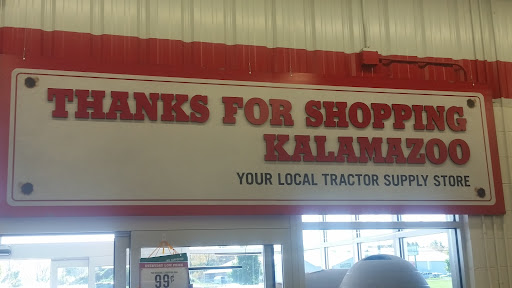 THANKS FOR SHOPPING
KALAMAZOO
YOUR LOCAL TRACTOR SUPPLY STORE
99¢